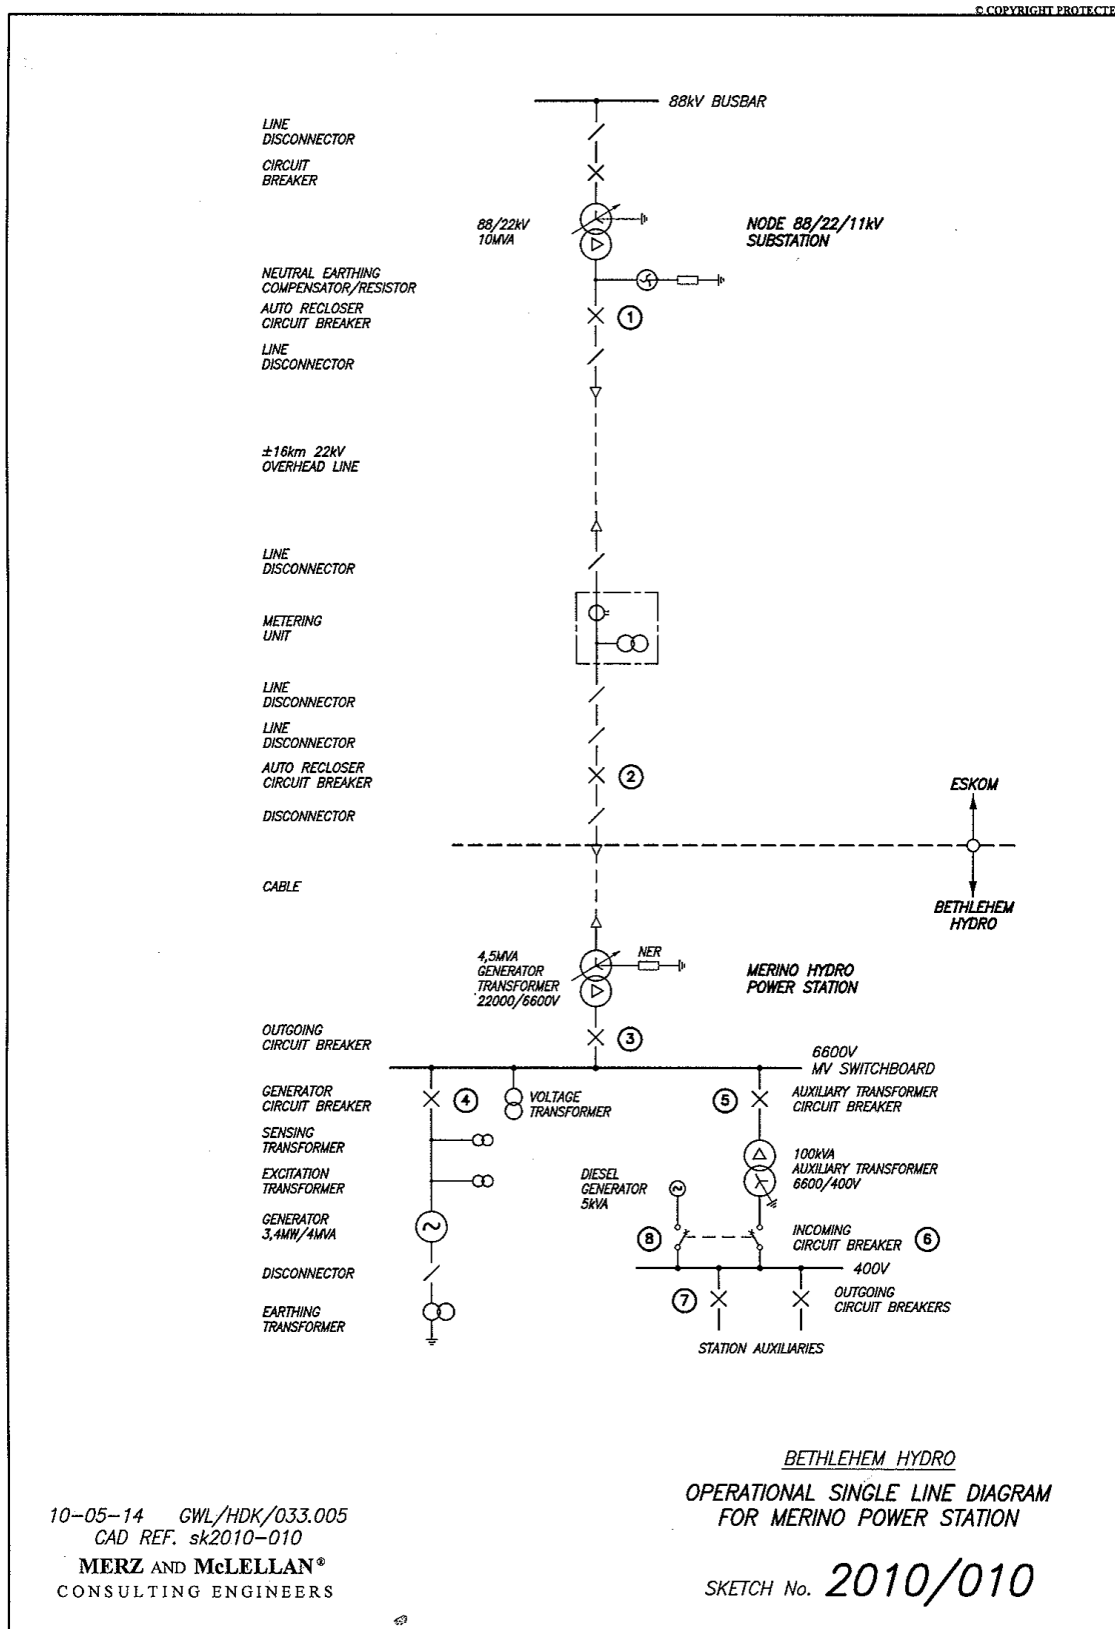 © COPYRIGHT PROTECTE
88kV BUSBAR
LINE
DISCONNECTOR
CIRCUIT
BREAKER
88/22kV
10MVA
NODE 88/22/11kV
SUBSTATION
NEUTRAL EARTHING
COMPENSATOR/RESISTOR
AUTO RECLOSER
CIRCUIT BREAKER
1
LINE
DISCONNECTOR
±16km 22kV
OVERHEAD LINE
LINE
DISCONNECTOR
METERING
UNIT
LINE
DISCONNECTOR
LINE
DISCONNECTOR
AUTO RECLOSER
CIRCUIT BREAKER
2
ESKOM
DISCONNECTOR
CABLE
BETHLEHEM
HYDRO
4,5MVA
GENERATOR
TRANSFORMER
22000/6600V
NER
MERINO HYDRO
POWER STATION
OUTGOING
CIRCUIT BREAKER
3
6600V
MV SWITCHBOARD
GENERATOR
CIRCUIT BREAKER
4
VOLTAGE
TRANSFORMER
5
AUXILIARY TRANSFORMER
CIRCUIT BREAKER
SENSING
TRANSFORMER
EXCITATION
TRANSFORMER
DIESEL
GENERATOR
5kVA
100kVA
AUXILIARY TRANSFORMER
6600/400V
GENERATOR
3,4MW/4MVA
8
INCOMING
CIRCUIT BREAKER
6
DISCONNECTOR
400V
EARTHING
TRANSFORMER
7
OUTGOING
CIRCUIT BREAKERS
STATION AUXILIARIES
BETHLEHEM HYDRO
OPERATIONAL SINGLE LINE DIAGRAM
FOR MERINO POWER STATION
SKETCH No. 2010/010
10-05-14 GWL/HDK/033.005
CAD REF. sk2010-010
MERZ AND McLELLAN®
CONSULTING ENGINEERS